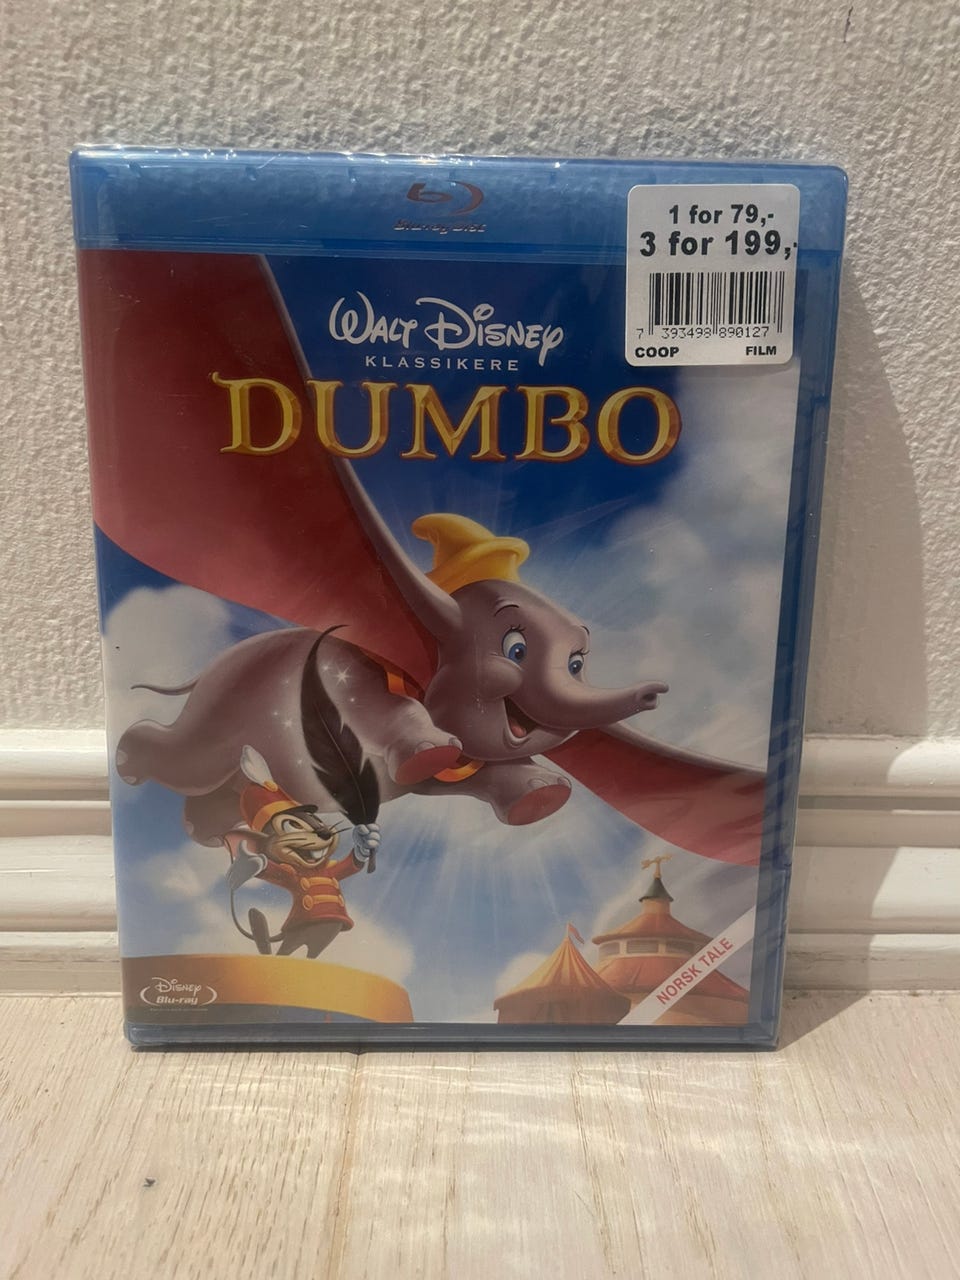 Blu-ray Disc
1 for 79,-
3 for 199,-
7 393498 890127
COOP FILM
WALT DISNEY
KLASSIKERE
DUMBO
NORSK TALE
DISNEY
Blu-ray